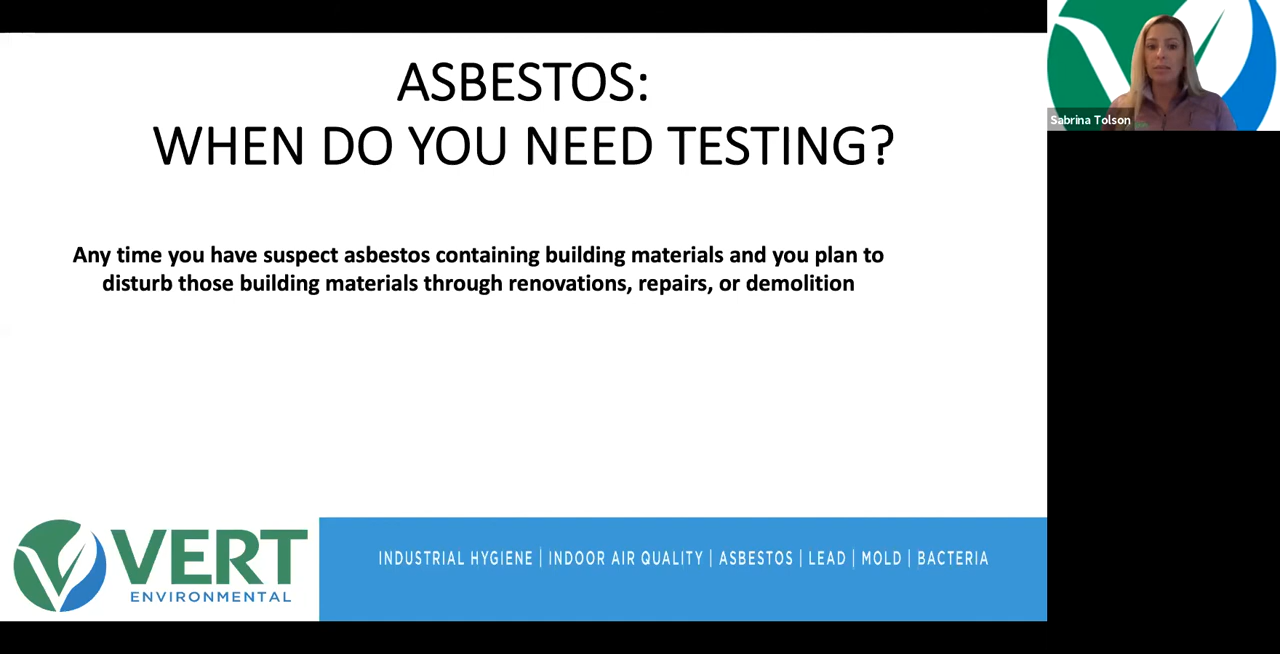 ASBESTOS:
WHEN DO YOU NEED TESTING?
Any time you have suspect asbestos containing building materials and you plan to
disturb those building materials through renovations, repairs, or demolition
VERT
ENVIRONMENTAL
INDUSTRIAL HYGIENE | INDOOR AIR QUALITY | ASBESTOS | LEAD | MOLD | BACTERIA
Sabrina Tolson